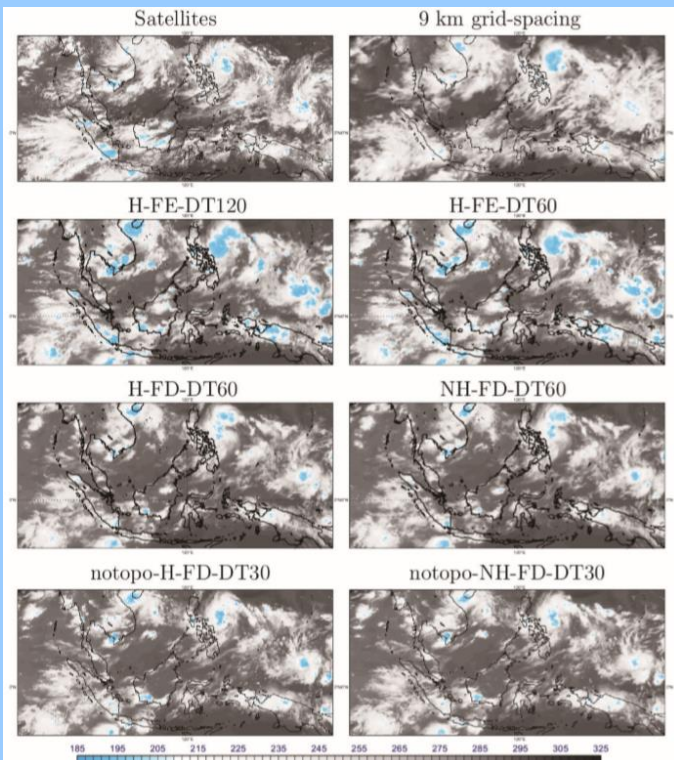 Satellites
9 km grid-spacing
H-FE-DT120
H-FE-DT60
H-FD-DT60
NH-FD-DT60
notopo-H-FD-DT30
notopo-NH-FD-DT30
185 195 205 215 225 235 245 255 265 275 285 295 305 315 325